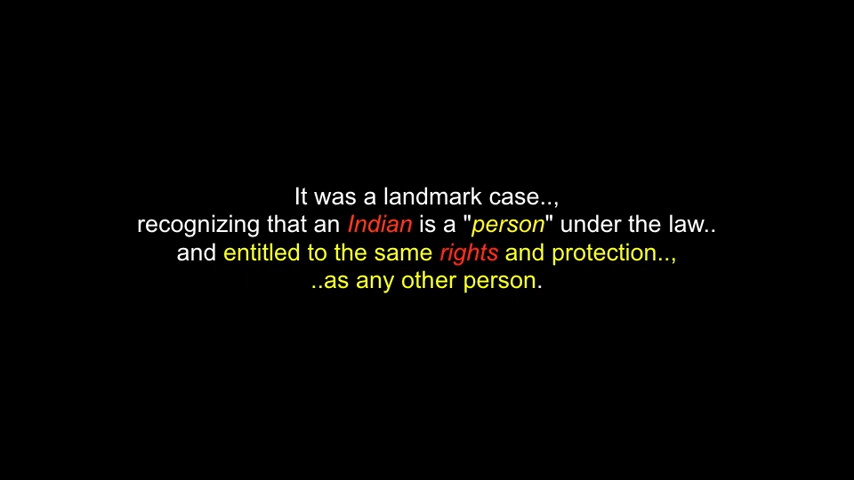 It was a landmark case..,
recognizing that an Indian is a "person" under the law..
and entitled to the same rights and protection..,
..as any other person.